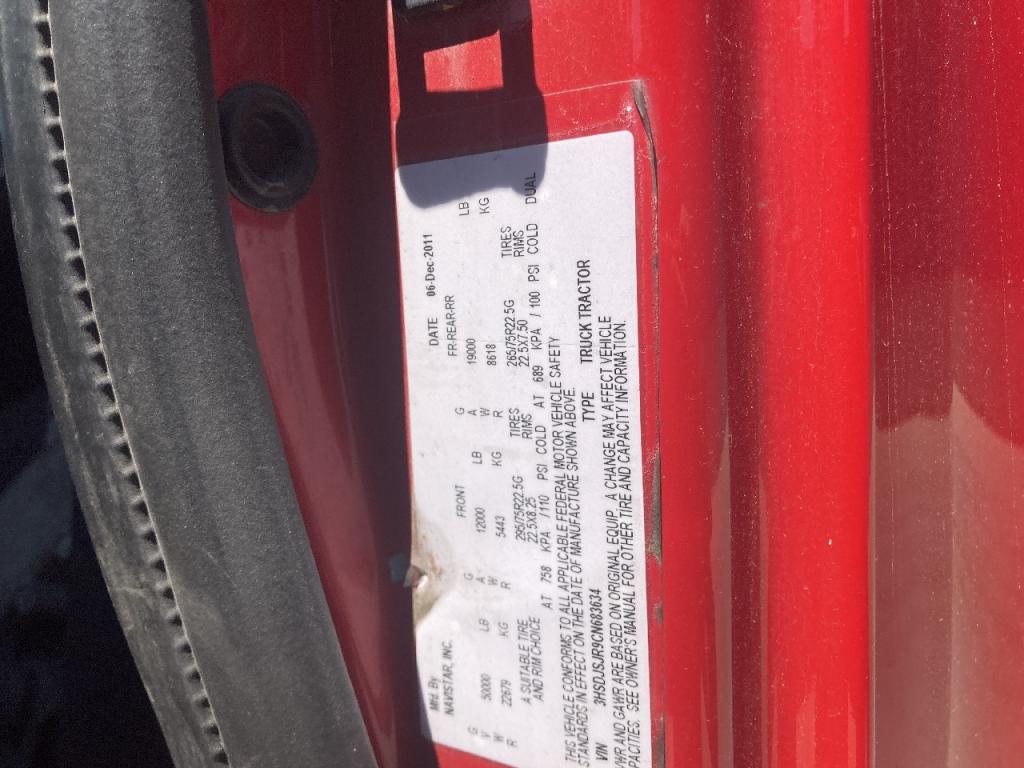 Mfd. By NAMSTAR, INC. DATE 06-Dec-2011
G FRONT G FR-REAR-RR
V 50000 LB A 12000 LB A 19000 LB
W 22679 KG W 5443 KG W 8618 KG
R R R
A SUITABLE TIRE 295/75R22.5G TIRES 265/75R22.5G TIRES
AND RIM CHOICE 22.5X8.25 RIMS 22.5X7.50 RIMS
AT 758 KPA / 110 PSI COLD AT 689 KPA / 100 PSI COLD DUAL
THIS VEHICLE CONFORMS TO ALL APPLICABLE FEDERAL MOTOR VEHICLE SAFETY
STANDARDS IN EFFECT ON THE DATE OF MANUFACTURE SHOWN ABOVE.
VIN 3HSDJSJR9CN683634 TYPE TRUCK TRACTOR
VWR AND GAWR ARE BASED ON ORIGINAL EQUIP. A CHANGE MAY AFFECT VEHICLE
PACITIES. SEE OWNER'S MANUAL FOR OTHER TIRE AND CAPACITY INFORMATION.